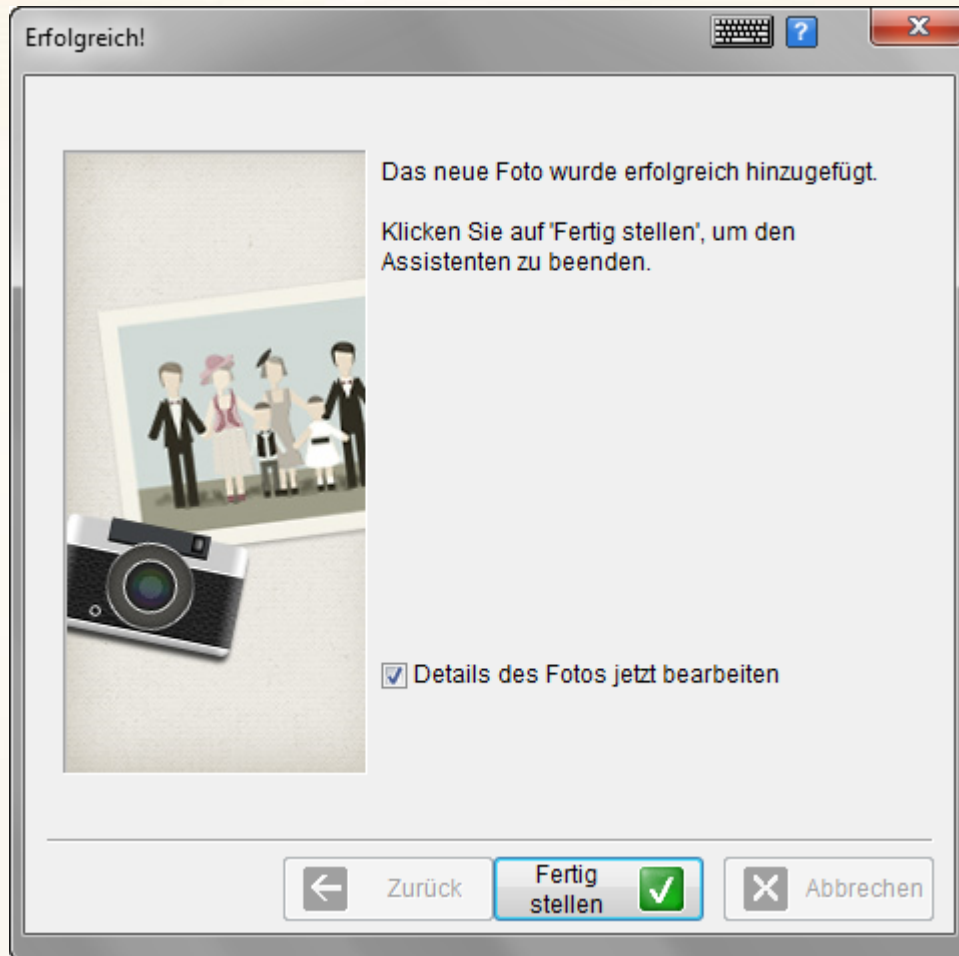 Erfolgreich!
?
Das neue Foto wurde erfolgreich hinzugefügt.
Klicken Sie auf 'Fertig stellen', um den
Assistenten zu beenden.
Details des Fotos jetzt bearbeiten
Zurück
Fertig
stellen
Abbrechen